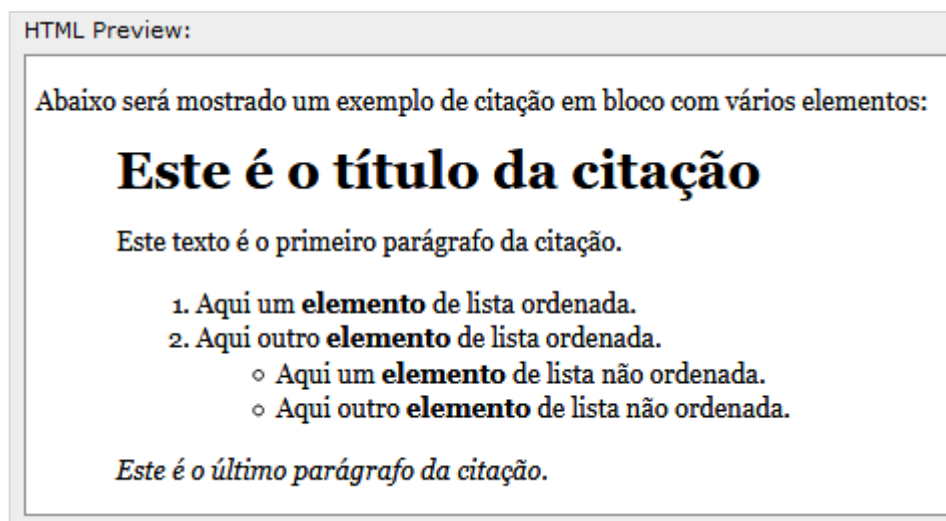 HTML Preview:
Abaixo será mostrado um exemplo de citação em bloco com vários elementos:
Este é o título da citação
Este texto é o primeiro parágrafo da citação.
1. Aqui um elemento de lista ordenada.
2. Aqui outro elemento de lista ordenada.
○ Aqui um elemento de lista não ordenada.
○ Aqui outro elemento de lista não ordenada.
Este é o último parágrafo da citação.